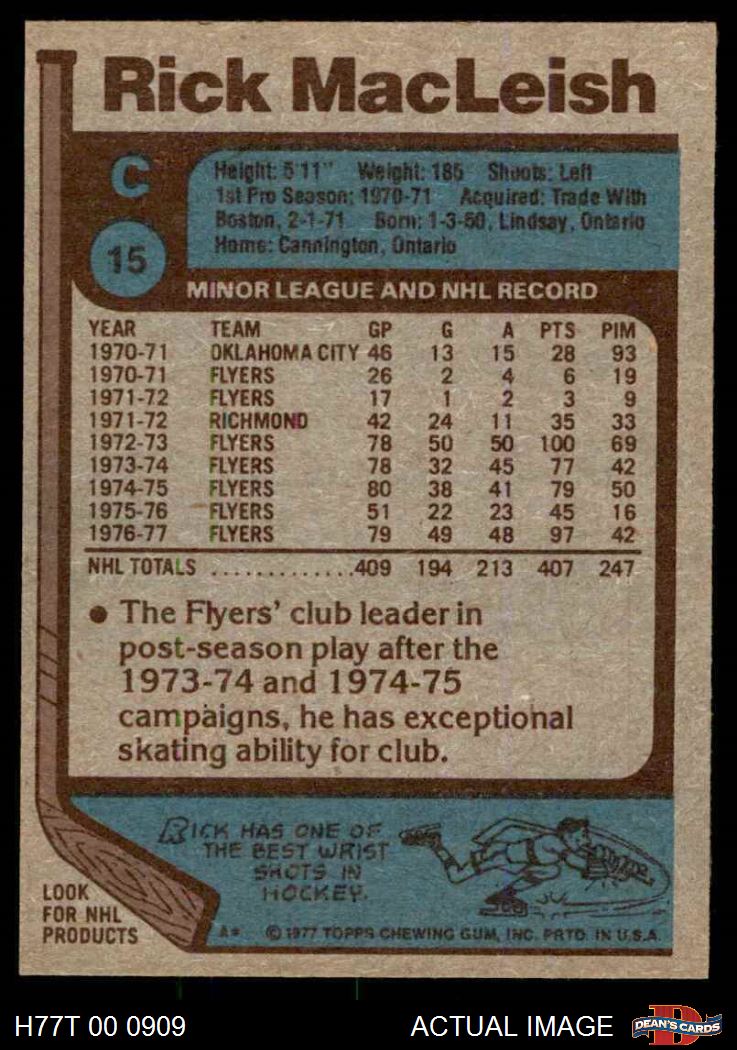 Rick MacLeish
C
15
Height: 5'11" Weight: 185 Shoots: Left
1st Pro Season: 1970-71 Acquired: Trade With
Boston, 2-1-71 Born: 1-3-50, Lindsay, Ontario
Home: Cannington, Ontario
MINOR LEAGUE AND NHL RECORD
YEAR TEAM GP G A PTS PIM
1970-71 OKLAHOMA CITY 46 13 15 28 93
1970-71 FLYERS 26 2 4 6 19
1971-72 FLYERS 17 1 2 3 9
1971-72 RICHMOND 42 24 11 35 33
1972-73 FLYERS 78 50 50 100 69
1973-74 FLYERS 78 32 45 77 42
1974-75 FLYERS 80 38 41 79 50
1975-76 FLYERS 51 22 23 45 16
1976-77 FLYERS 79 49 48 97 42
NHL TOTALS .............409 194 213 407 247
• The Flyers' club leader in
post-season play after the
1973-74 and 1974-75
campaigns, he has exceptional
skating ability for club.
RICK HAS ONE OF
THE BEST WRIST
SHOTS IN
HOCKEY.
LOOK
FOR NHL
PRODUCTS
A* © 1977 TOPPS CHEWING GUM, INC. PRTD. IN U.S.A.
H77T 00 0909 ACTUAL IMAGE DEAN'S CARDS